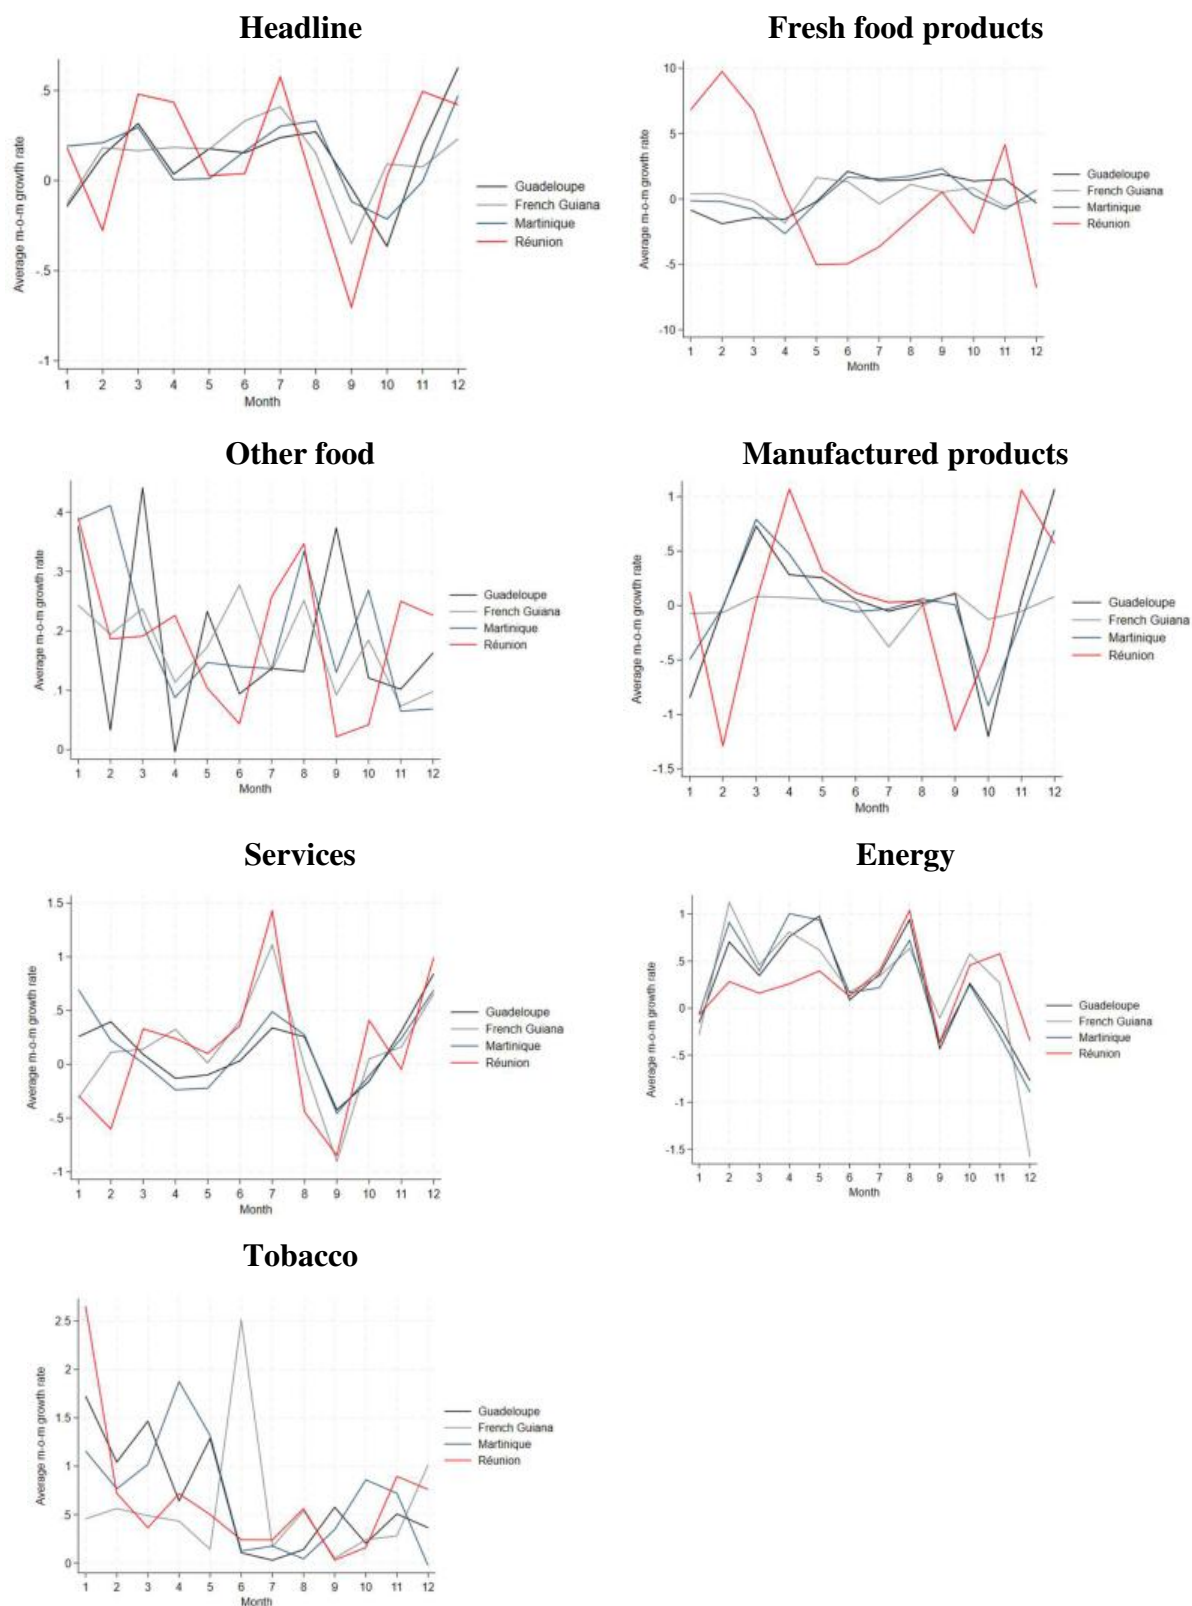 Headline
Average m-o-m growth rate
.5
0
-.5
-1
1 2 3 4 5 6 7 8 9 10 11 12
Month
Guadeloupe
French Guiana
Martinique
Réunion
Fresh food products
Average m-o-m growth rate
10
5
0
-5
-10
1 2 3 4 5 6 7 8 9 10 11 12
Month
Guadeloupe
French Guiana
Martinique
Réunion
Other food
Average m-o-m growth rate
.4
.3
.2
.1
0
1 2 3 4 5 6 7 8 9 10 11 12
Month
Guadeloupe
French Guiana
Martinique
Réunion
Manufactured products
Average m-o-m growth rate
1
.5
0
-.5
-1
-1.5
1 2 3 4 5 6 7 8 9 10 11 12
Month
Guadeloupe
French Guiana
Martinique
Réunion
Services
Average m-o-m growth rate
1.5
1
.5
0
-.5
-1
1 2 3 4 5 6 7 8 9 10 11 12
Month
Guadeloupe
French Guiana
Martinique
Réunion
Energy
Average m-o-m growth rate
1
.5
0
-.5
-1
-1.5
1 2 3 4 5 6 7 8 9 10 11 12
Month
Guadeloupe
French Guiana
Martinique
Réunion
Tobacco
Average m-o-m growth rate
2.5
2
1.5
1
.5
0
1 2 3 4 5 6 7 8 9 10 11 12
Month
Guadeloupe
French Guiana
Martinique
Réunion